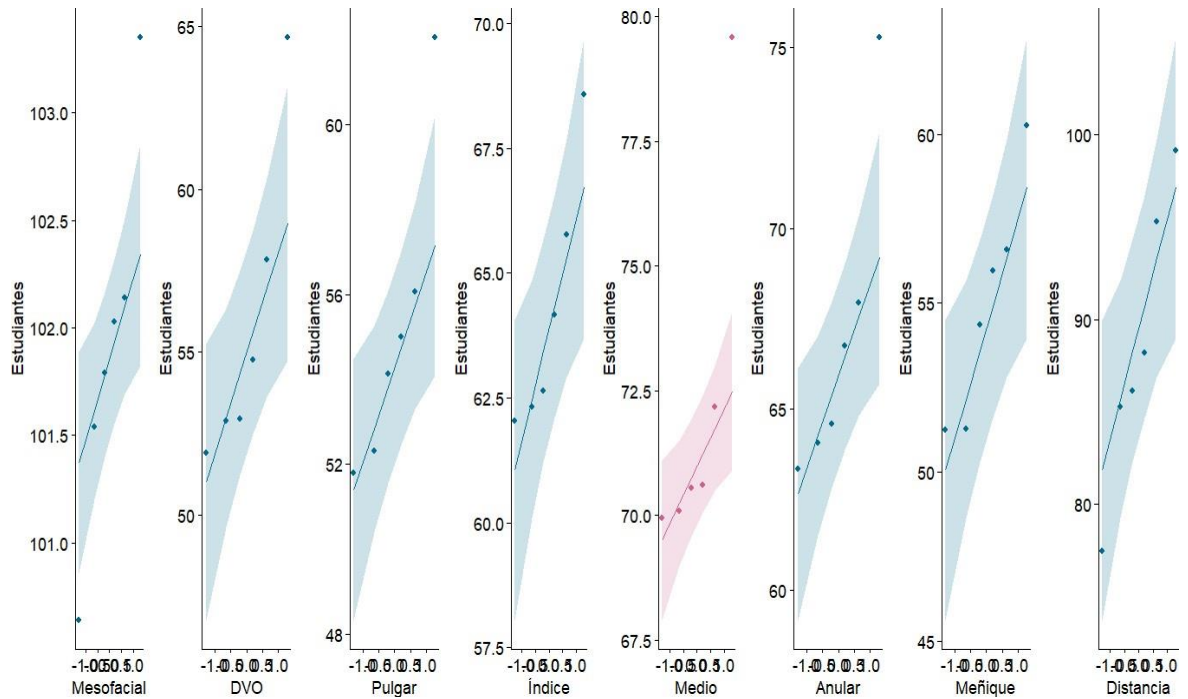 Estudiantes
103.0
102.5
102.0
101.5
101.0
Mesofacial
Estudiantes
65
60
55
50
DVO
Estudiantes
60
56
52
48
Pulgar
Estudiantes
70.0
67.5
65.0
62.5
60.0
57.5
Índice
Estudiantes
80.0
77.5
75.0
72.5
70.0
67.5
Medio
Estudiantes
75
70
65
60
Anular
Estudiantes
60
55
50
45
Meñique
Estudiantes
100
90
80
Distancia